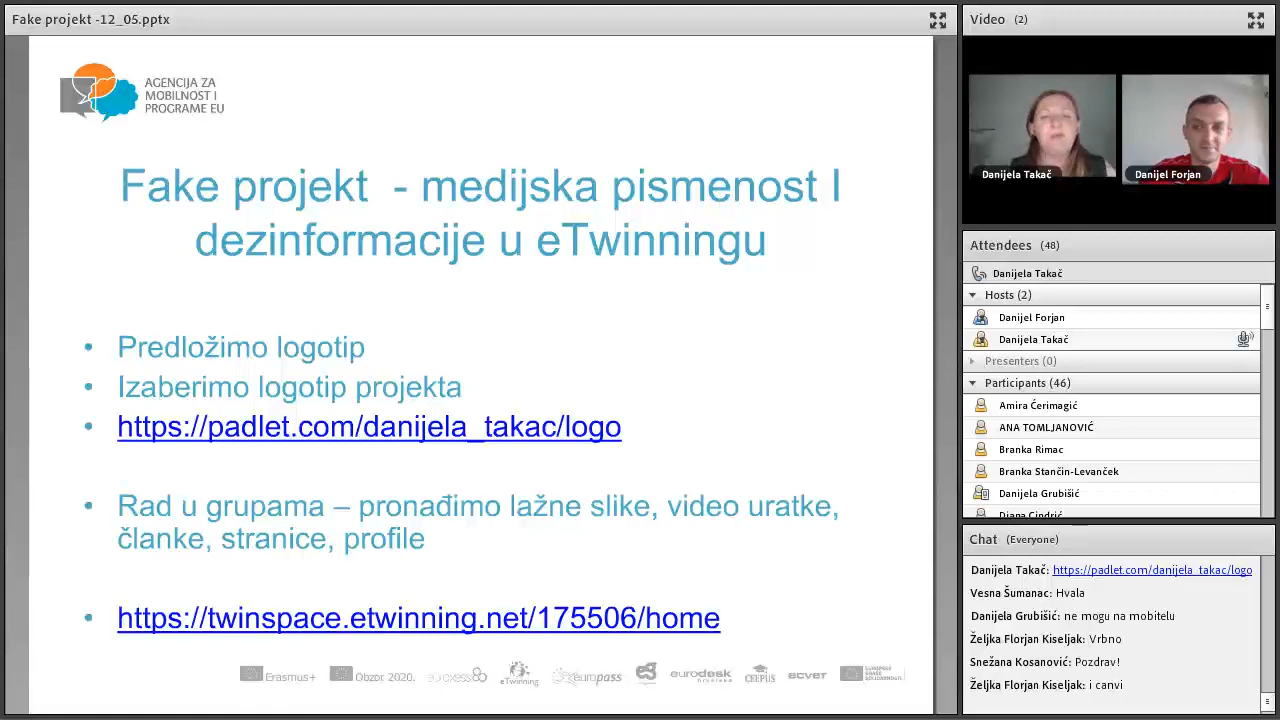 Fake projekt -12_05.pptx
AGENCIJA ZA
MOBILNOST I
PROGRAME EU
Fake projekt - medijska pismenost I
dezinformacije u eTwinningu
• Predložimo logotip
• Izaberimo logotip projekta
• https://padlet.com/danijela_takac/logo
• Rad u grupama – pronađimo lažne slike, video uratke,
članke, stranice, profile
• https://twinspace.etwinning.net/175506/home
Erasmus+
Obzor 2020.
euraxess
eTwinning
europass
eurodesk
hrvatska
CEEPUS
ecvet
Video (2)
Danijela Takač
Danijel Forjan
Attendees (48)
Danijela Takač
Hosts (2)
Danijel Forjan
Danijela Takač
Presenters (0)
Participants (46)
Amira Ćerimagić
ANA TOMLJANOVIĆ
Branka Rimac
Branka Stančin-Levanček
Danijela Grubišić
Diana Cindrić
Chat (Everyone)
Danijela Takač: https://padlet.com/danijela_takac/logo
Vesna Šumanac: Hvala
Danijela Grubišić: ne mogu na mobitelu
Željka Florjan Kiseljak: Vrbno
Snežana Kosanović: Pozdrav!
Željka Florjan Kiseljak: i canvi